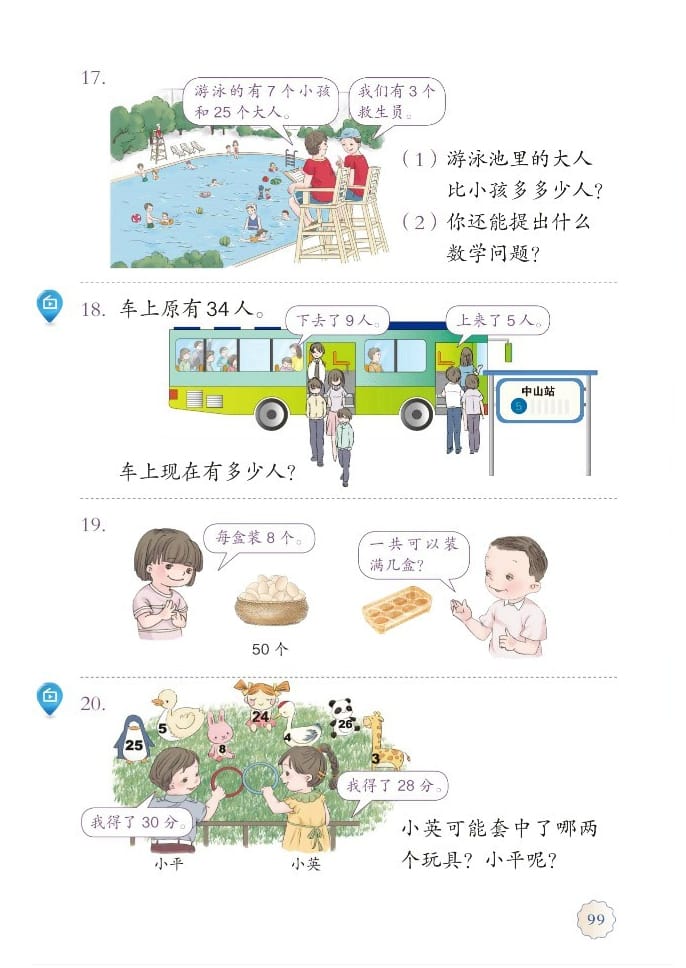 17.
游泳的有7个小孩
和25个大人。
我们有3个
救生员。
（1）游泳池里的大人
比小孩多多少人？
（2）你还能提出什么
数学问题？
18. 车上原有34人。
下去了9人。
上来了5人。
中山站
5
车上现在有多少人？
19.
每盒装8个。
一共可以装
满几盒？
50个
20.
25
5
8
24
4
26
3
我得了30分。
我得了28分。
小平
小英
小英可能套中了哪两
个玩具？小平呢？
99